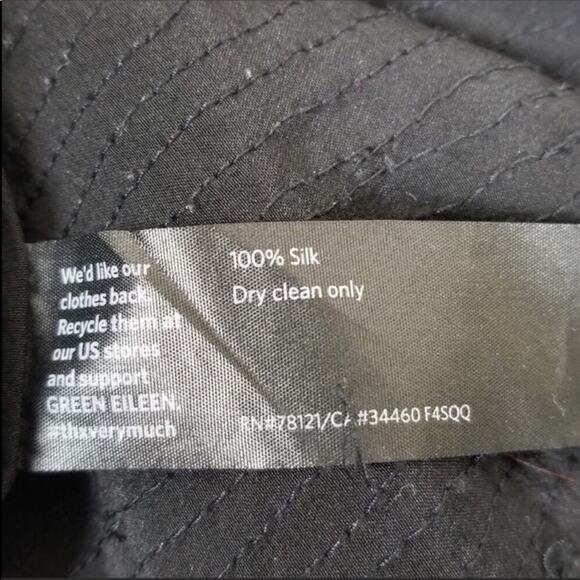 We'd like our
clothes back.
Recycle them at
our US stores
and support
GREEN EILEEN.
#thxverymuch
100% Silk
Dry clean only
RN#78121/CA #34460 F4SQQ